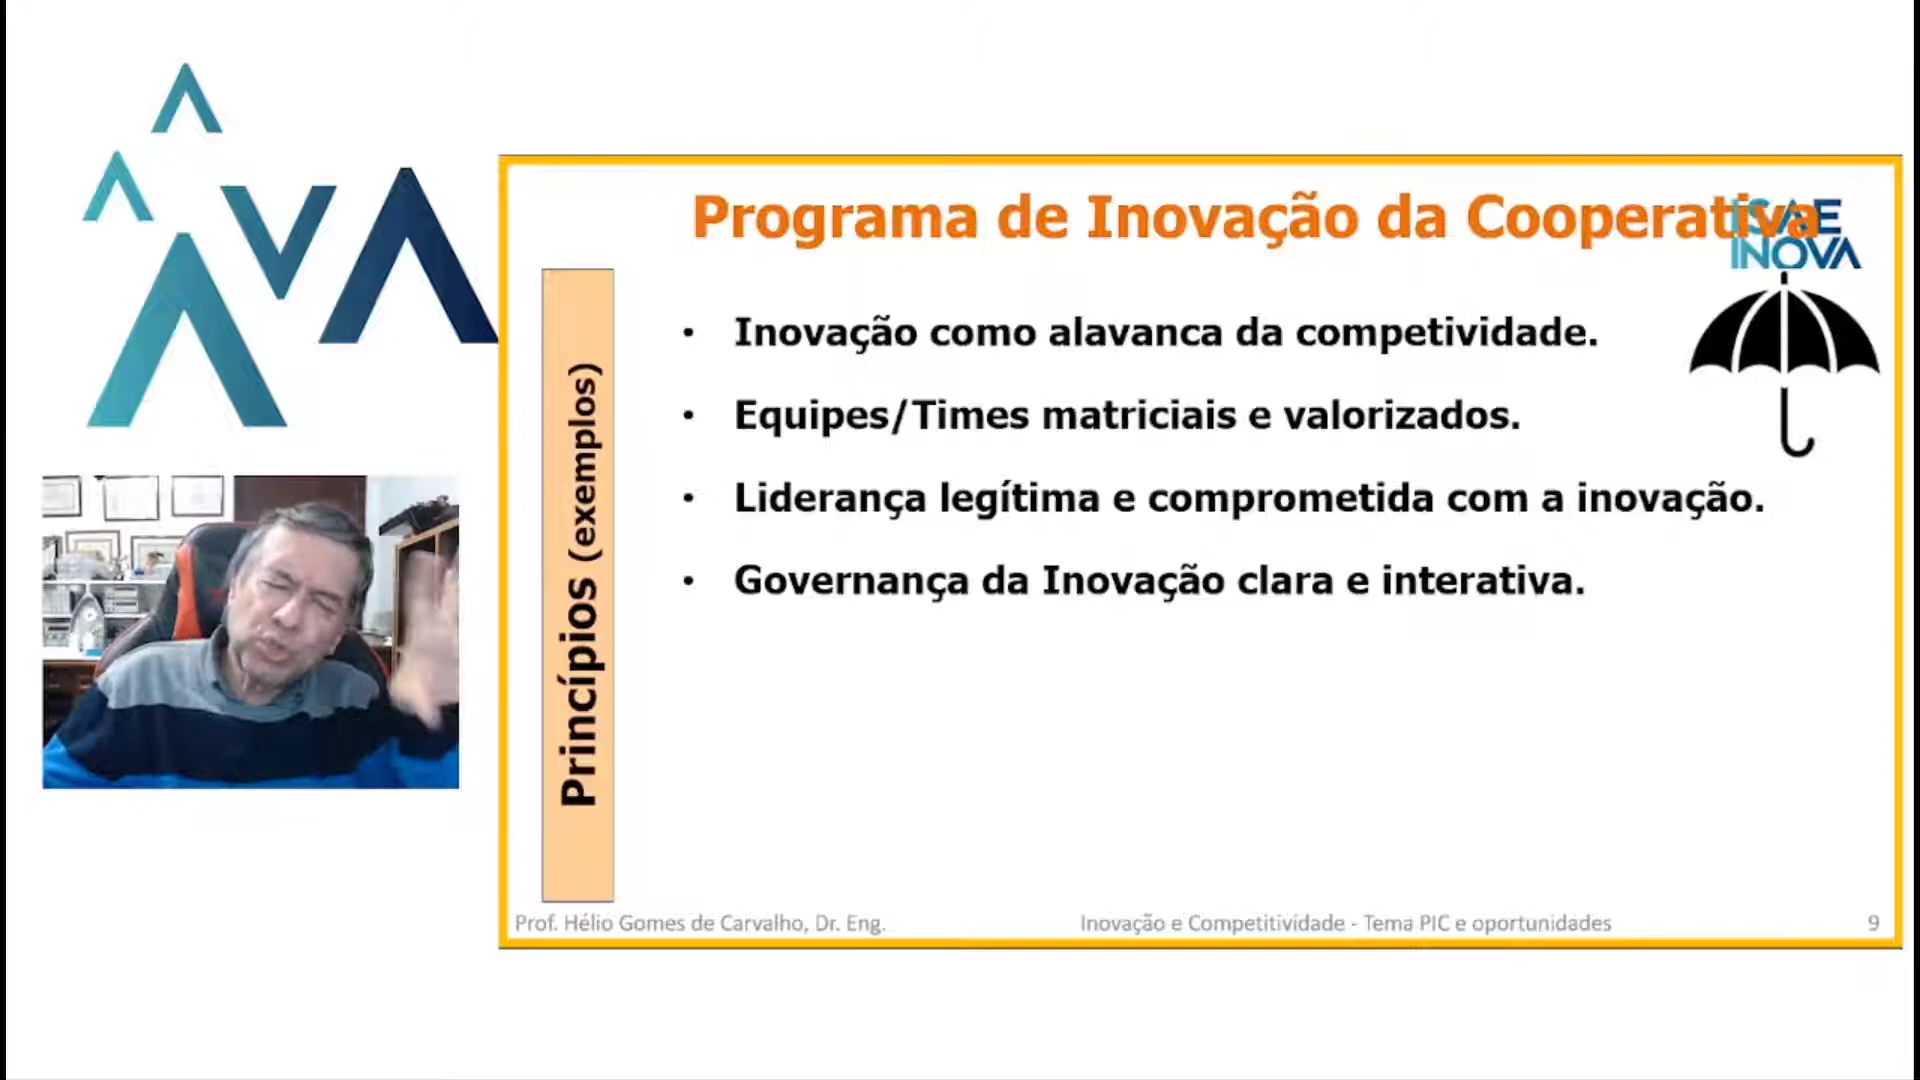 Programa de Inovação da Cooperativa
ISAE
INOVA
Princípios (exemplos)
• Inovação como alavanca da competividade.
• Equipes/Times matriciais e valorizados.
• Liderança legítima e comprometida com a inovação.
• Governança da Inovação clara e interativa.
Prof. Hélio Gomes de Carvalho, Dr. Eng.
Inovação e Competitividade - Tema PIC e oportunidades
9